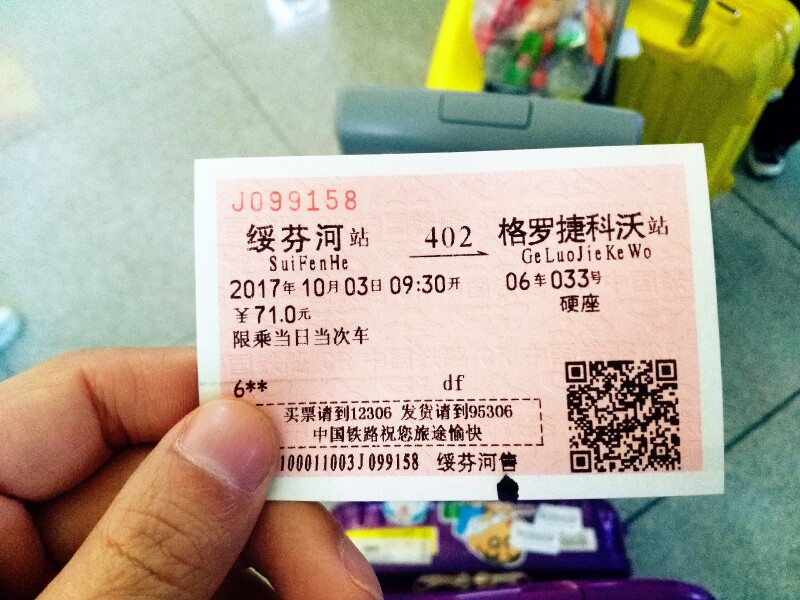 J099158
绥芬河站 402 格罗捷科沃站
SuiFenHe GeLuoJieKeWo
2017年10月03日 09:30开 06车033号
￥71.0元 硬座
限乘当日当次车
6** df
买票请到12306 发货请到95306
中国铁路祝您旅途愉快
100011003J099158 绥芬河售